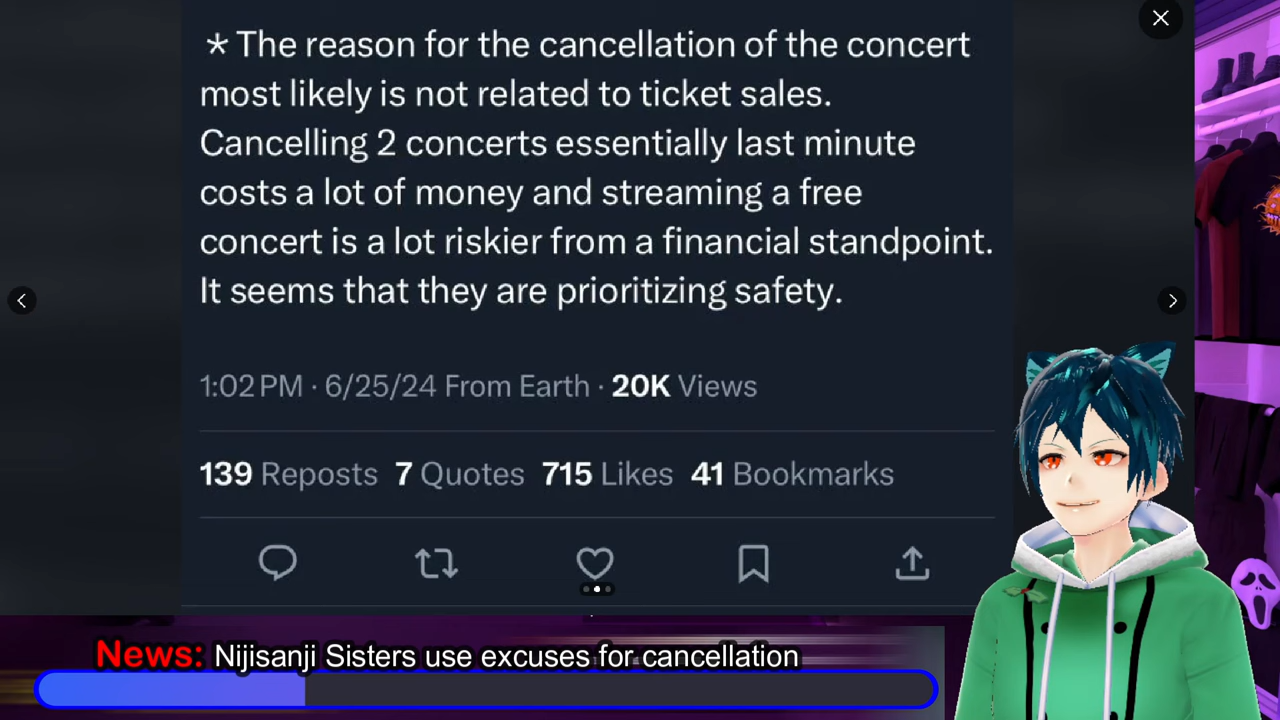 * The reason for the cancellation of the concert
most likely is not related to ticket sales.
Cancelling 2 concerts essentially last minute
costs a lot of money and streaming a free
concert is a lot riskier from a financial standpoint.
It seems that they are prioritizing safety.
1:02 PM · 6/25/24 From Earth · 20K Views
139 Reposts 7 Quotes 715 Likes 41 Bookmarks
News: Nijisanji Sisters use excuses for cancellation